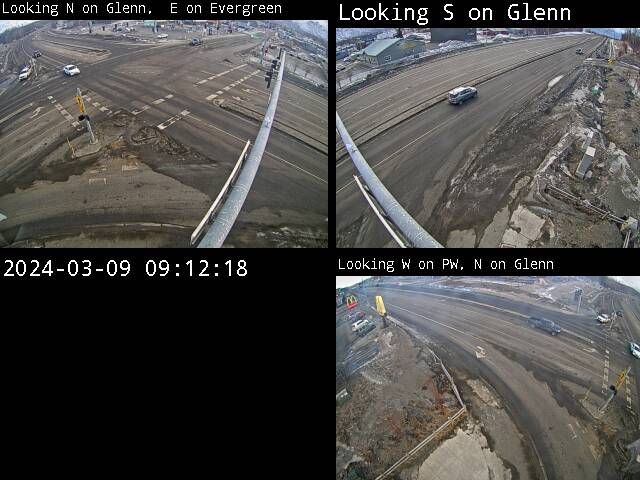 Looking N on Glenn,  E on Evergreen
Looking S on Glenn
2024-03-09 09:12:18
Looking W on PW, N on Glenn